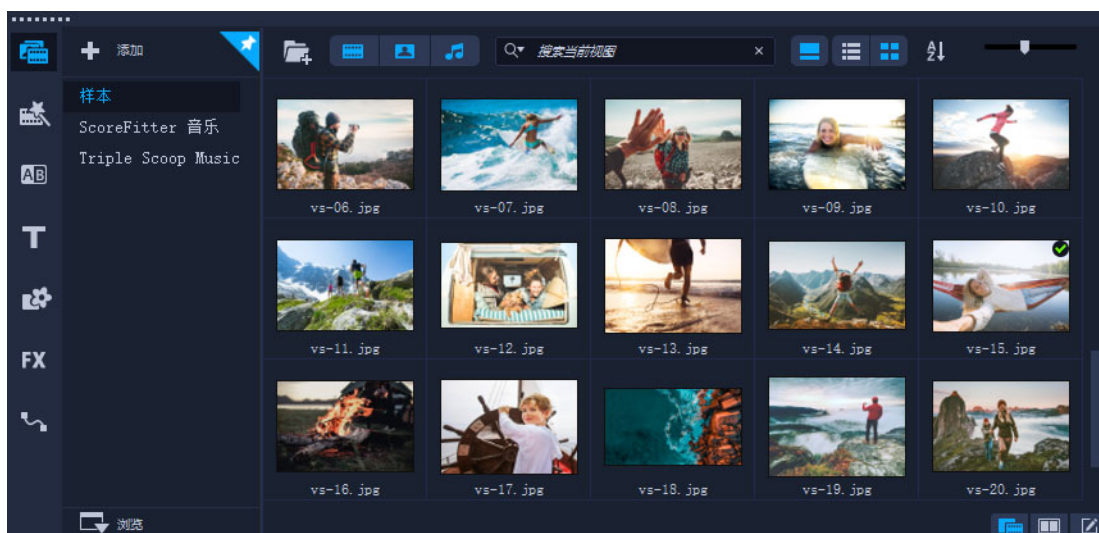 添加
搜索当前视图
样本
ScoreFitter 音乐
Triple Scoop Music
AB
T
FX
A
Z
vs-06. jpg
vs-07. jpg
vs-08. jpg
vs-09. jpg
vs-10. jpg
vs-11. jpg
vs-12. jpg
vs-13. jpg
vs-14. jpg
vs-15. jpg
vs-16. jpg
vs-17. jpg
vs-18. jpg
vs-19. jpg
vs-20. jpg
浏览